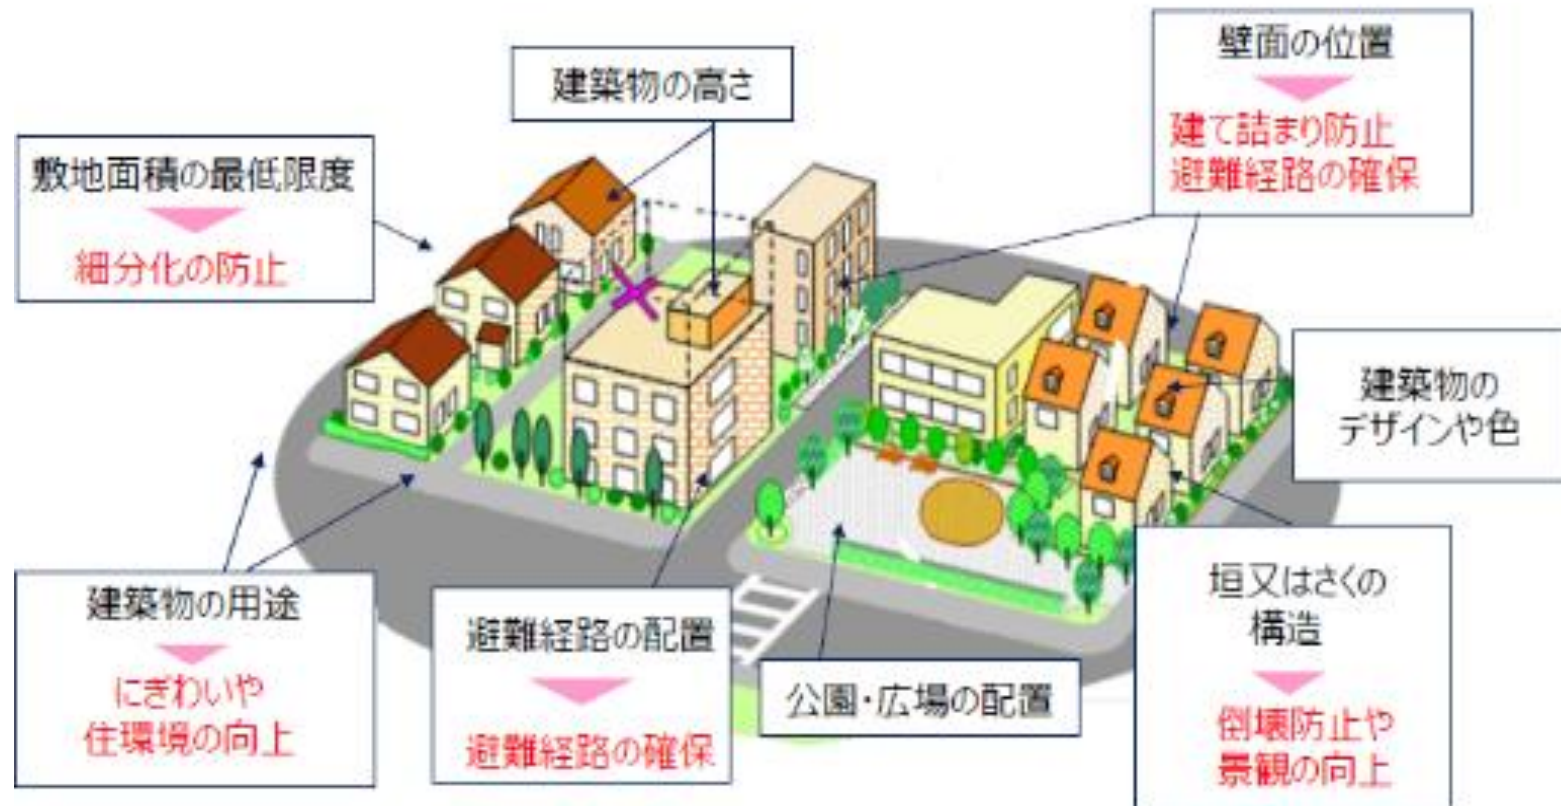 建築物の高さ
壁面の位置
建て詰まり防止
避難経路の確保
敷地面積の最低限度
細分化の防止
建築物の
デザインや色
建築物の用途
にぎわいや
住環境の向上
避難経路の配置
避難経路の確保
公園・広場の配置
垣又はさくの
構造
倒壊防止や
景観の向上